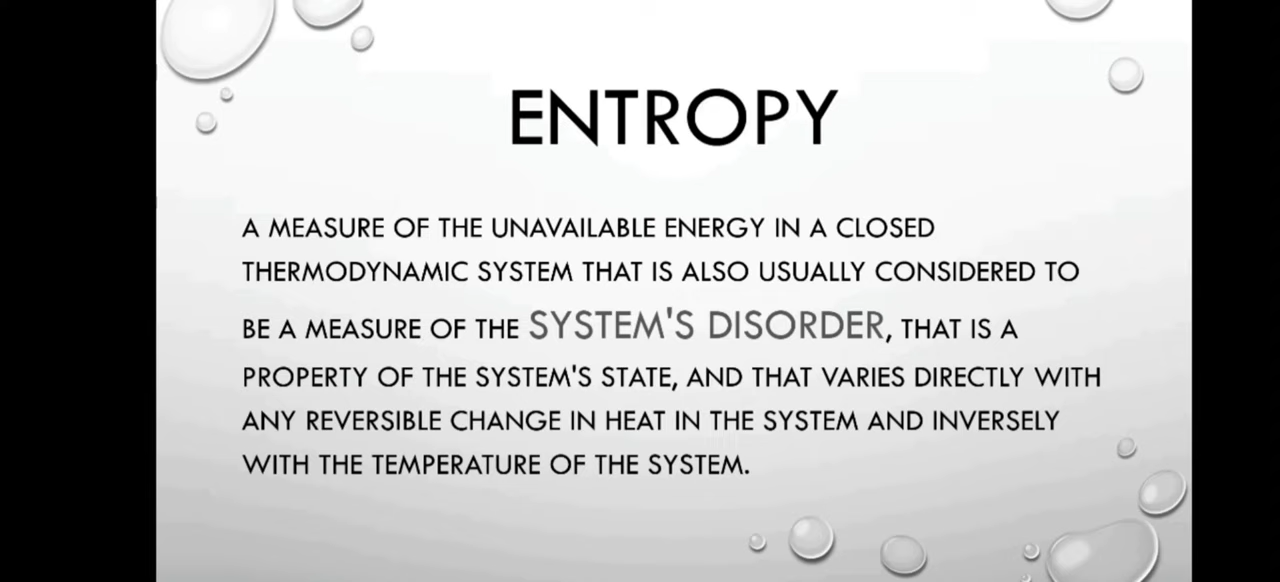 ENTROPY
A MEASURE OF THE UNAVAILABLE ENERGY IN A CLOSED
THERMODYNAMIC SYSTEM THAT IS ALSO USUALLY CONSIDERED TO
BE A MEASURE OF THE SYSTEM'S DISORDER, THAT IS A
PROPERTY OF THE SYSTEM'S STATE, AND THAT VARIES DIRECTLY WITH
ANY REVERSIBLE CHANGE IN HEAT IN THE SYSTEM AND INVERSELY
WITH THE TEMPERATURE OF THE SYSTEM.